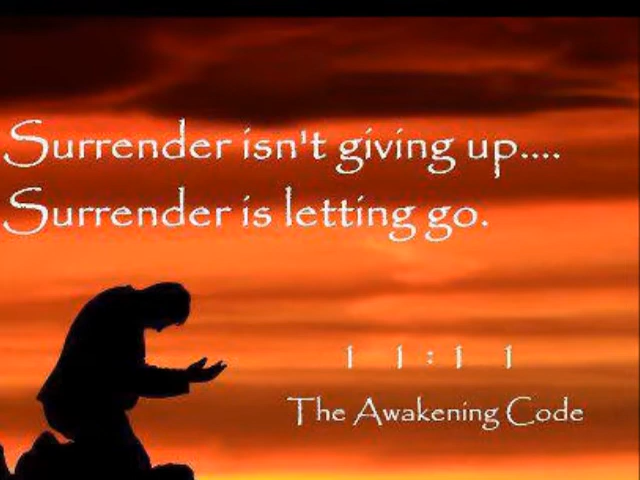 Surrender isn't giving up....
Surrender is letting go.
1 1:1 1
The Awakening Code